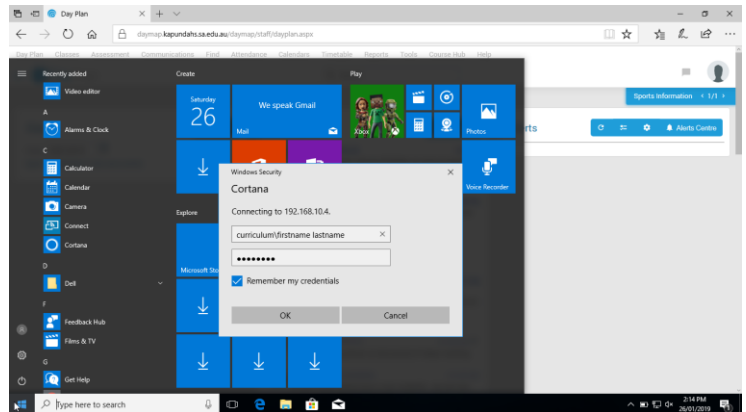 Day Plan
daymap.kapundahs.sa.edu.au/daymap/staff/dayplan.aspx
Day Plan Classes Assessment Communications Find Attendance Calendars Timetable Reports Tools Course Hub Help
Recently added
Create
Play
Video editor
Sports Information < 1/1 >
A
Saturday
26
We speak Gmail
Mail
Xbox
Photos
Alarms & Clock
rts
Alerts Centre
C
Calculator
Calendar
Camera
Connect
Cortana
Explore
Microsoft Sto
Voice Recorder
Windows Security
Cortana
Connecting to 192.168.10.4.
curriculum\firstname lastname
Remember my credentials
OK Cancel
D
Dell
F
Feedback Hub
Films & TV
G
Get Help
Type here to search
2:14 PM
26/01/2019